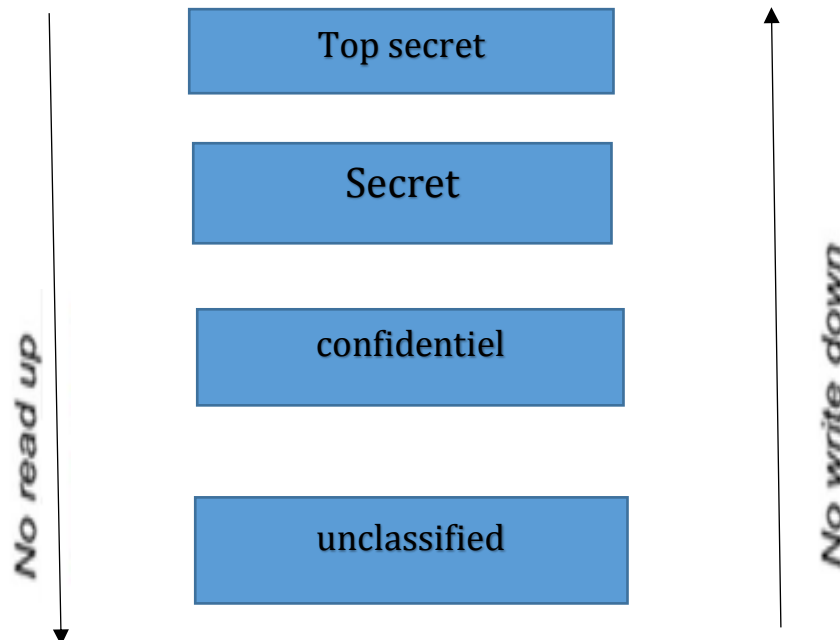 Top secret
Secret
confidentiel
unclassified
No read up
No write down